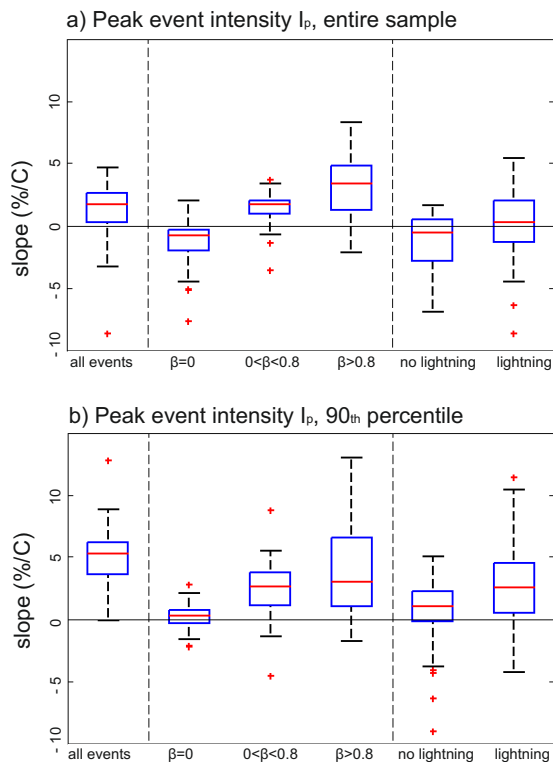 a) Peak event intensity Iₚ, entire sample
slope (%/C)
10
5
0
- 5
- 10
all events β=0 0<β<0.8 β>0.8 no lightning lightning
b) Peak event intensity Iₚ, 90th percentile
slope (%/C)
10
5
0
- 5
- 10
all events β=0 0<β<0.8 β>0.8 no lightning lightning